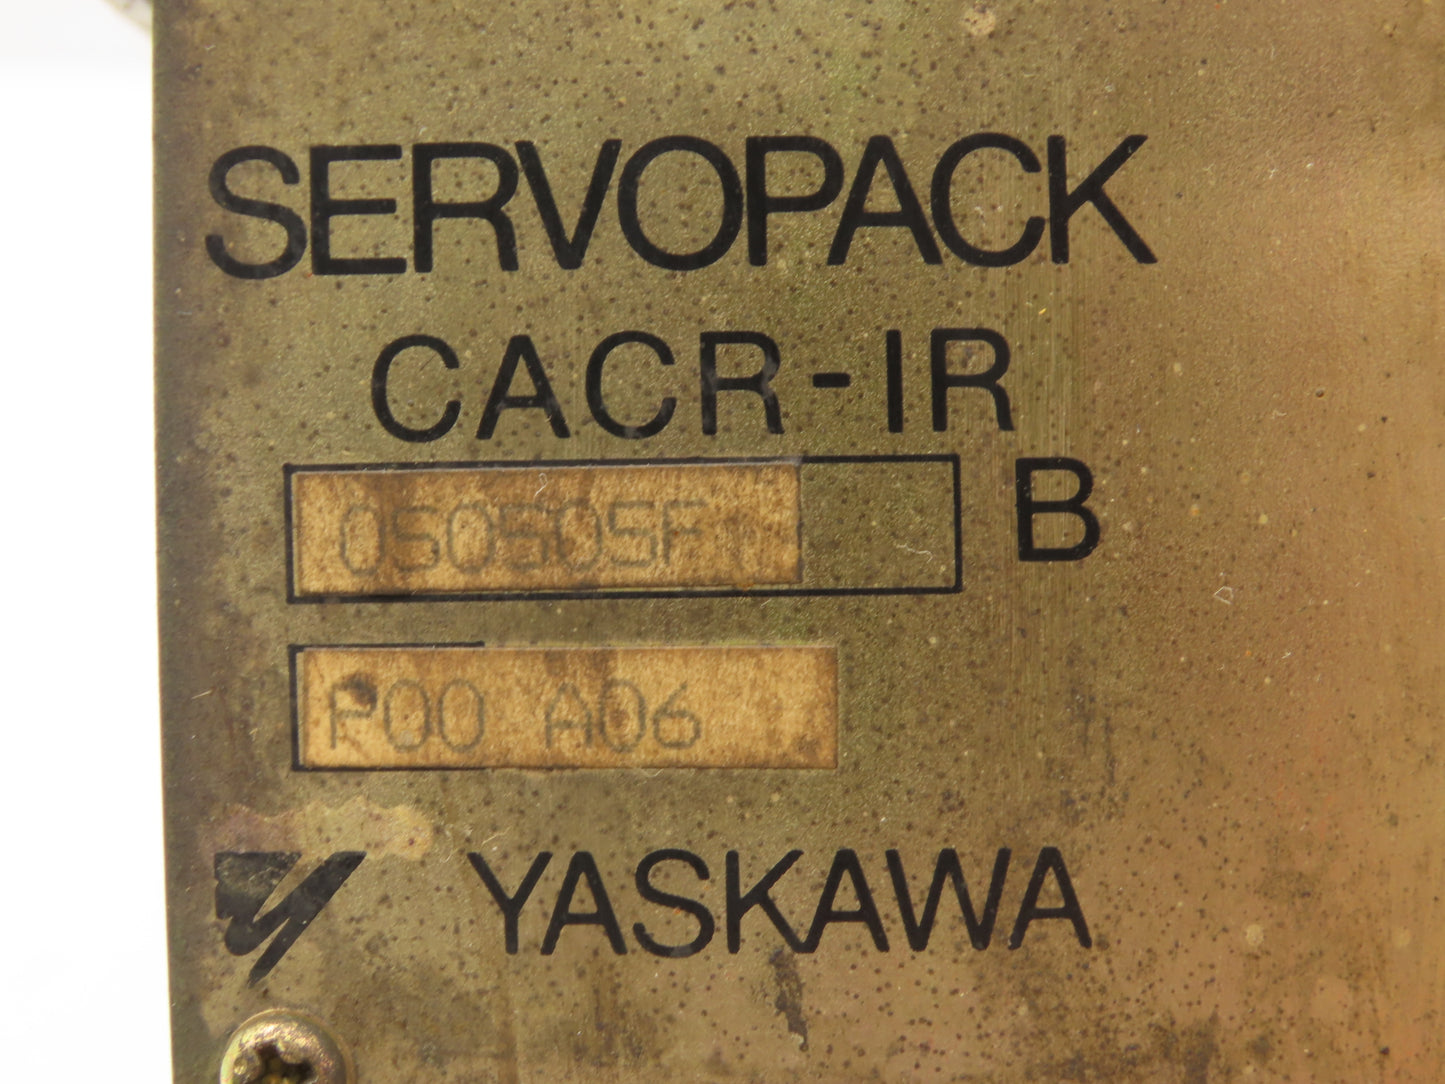 SERVOPACK
CACR-IR
050505F B
P00 A06
YASKAWA